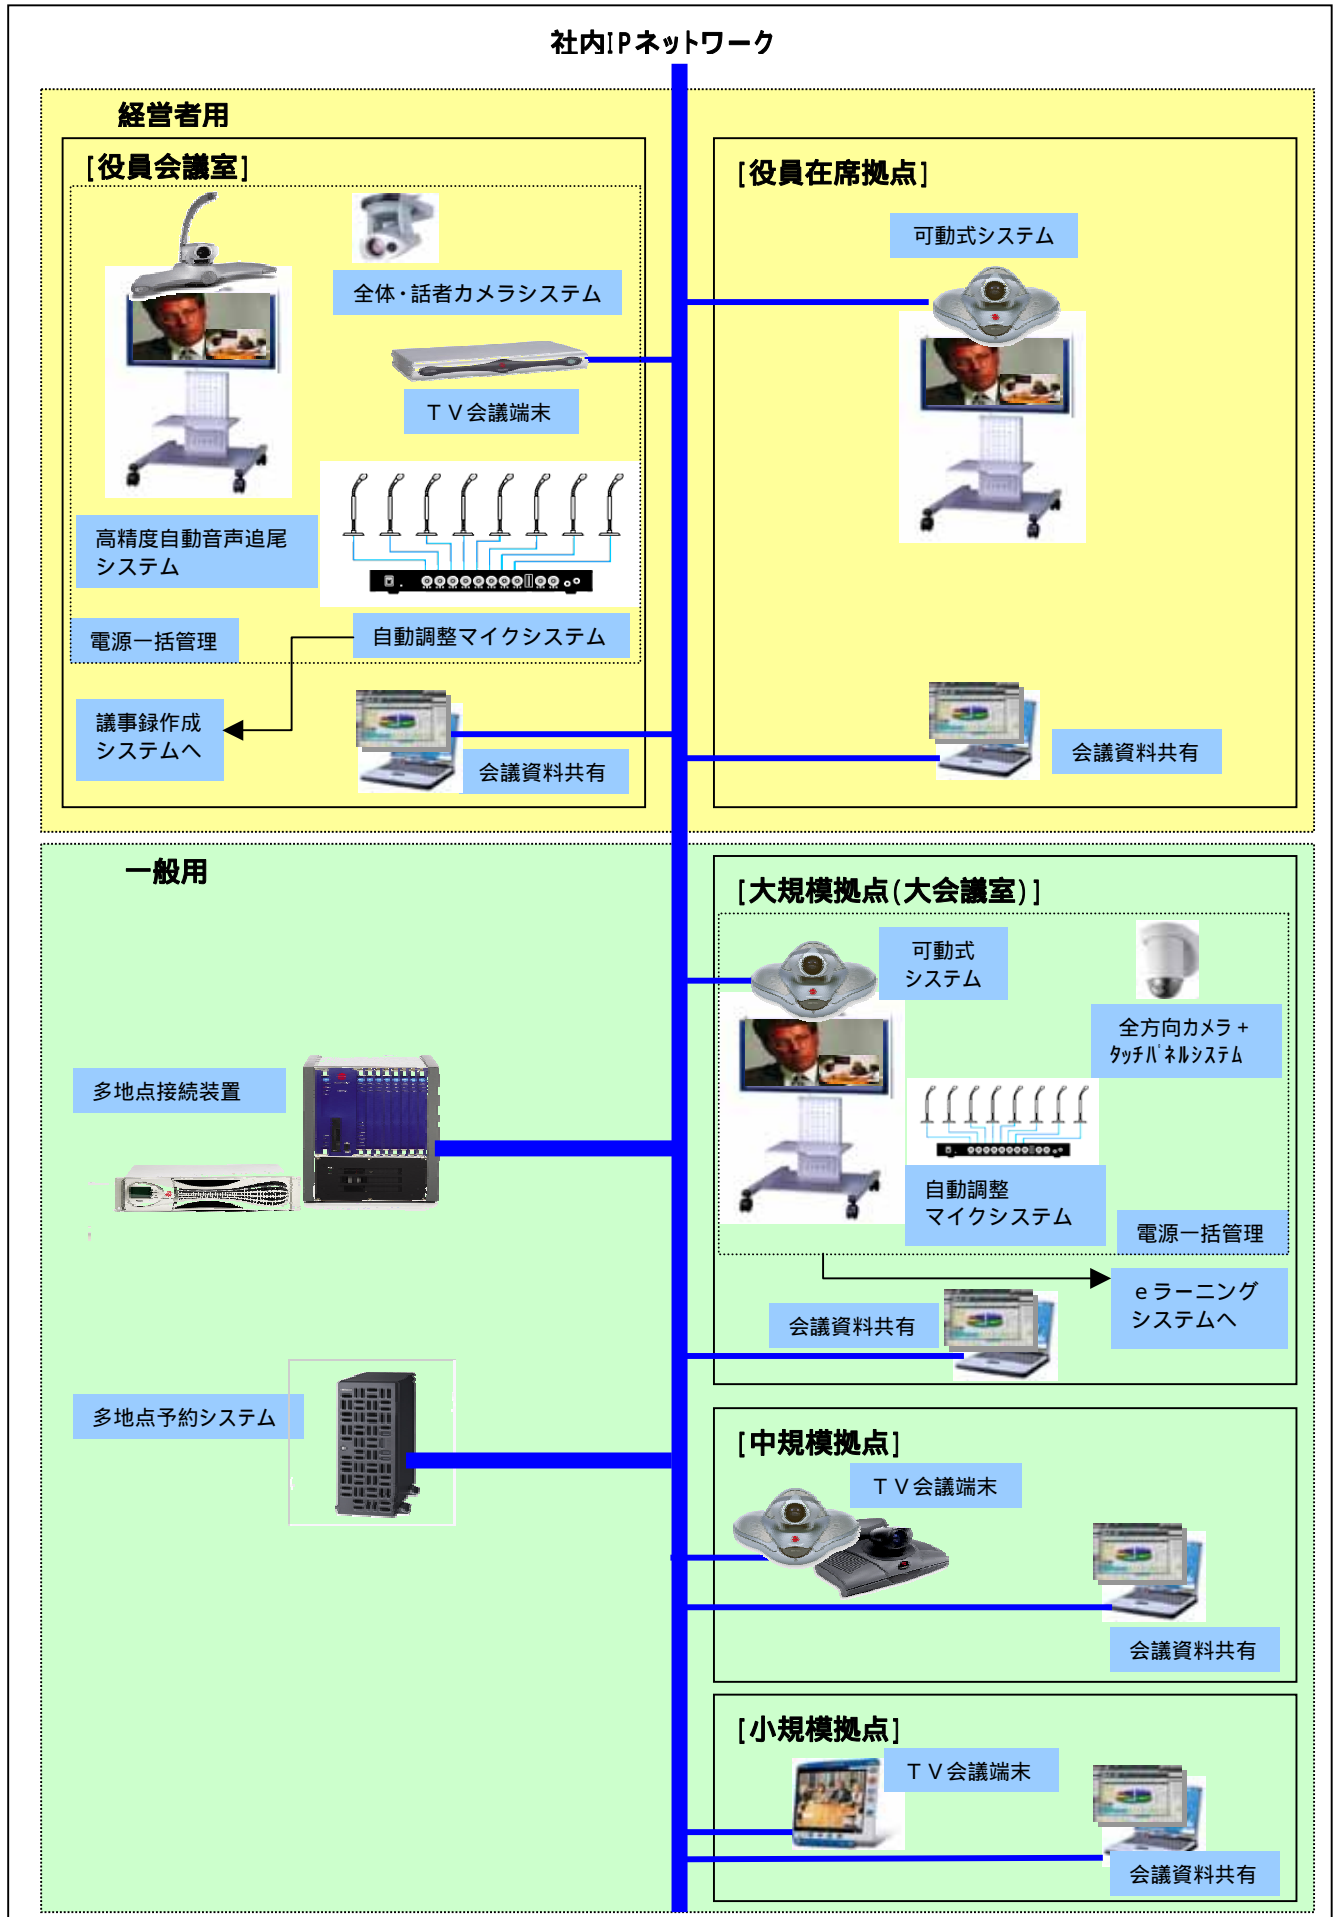 社内IPネットワーク
経営者用
[役員会議室]
全体・話者カメラシステム
ＴＶ会議端末
高精度自動音声追尾
システム
自動調整マイクシステム
電源一括管理
議事録作成
システムへ
会議資料共有
[役員在席拠点]
可動式システム
会議資料共有
一般用
多地点接続装置
多地点予約システム
[大規模拠点(大会議室)]
可動式
システム
全方向カメラ+
ﾀｯﾁﾊﾟﾈﾙｼｽﾃﾑ
自動調整
マイクシステム
電源一括管理
eラーニング
システムへ
会議資料共有
[中規模拠点]
ＴＶ会議端末
会議資料共有
[小規模拠点]
ＴＶ会議端末
会議資料共有